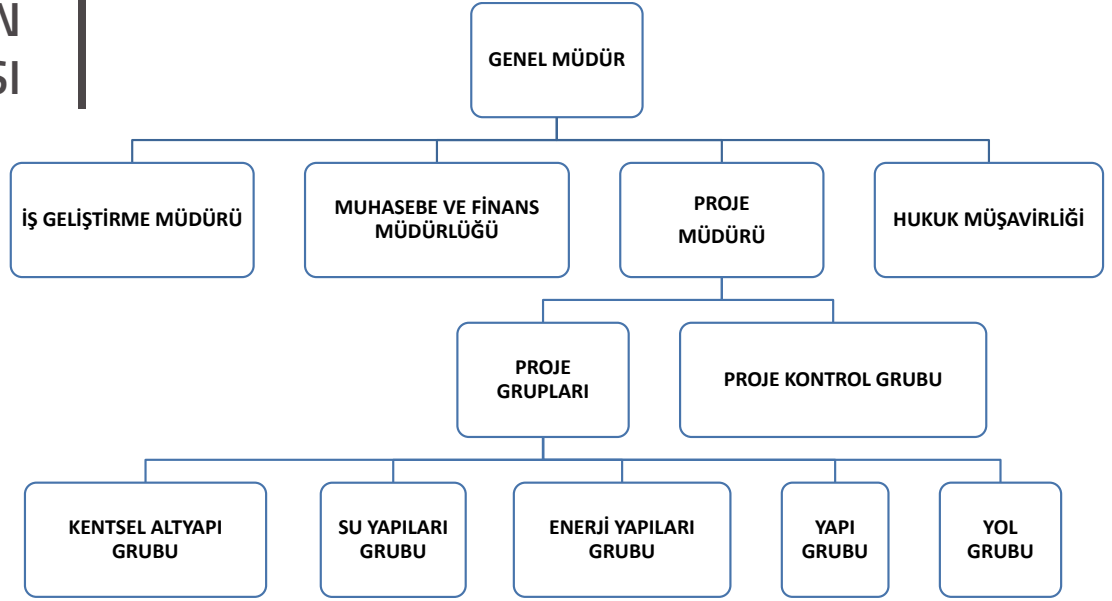 GENEL MÜDÜR
İŞ GELİŞTİRME MÜDÜRÜ
MUHASEBE VE FİNANS
MÜDÜRLÜĞÜ
PROJE
MÜDÜRÜ
HUKUK MÜŞAVİRLİĞİ
PROJE
GRUPLARI
PROJE KONTROL GRUBU
KENTSEL ALTYAPI
GRUBU
SU YAPILARI
GRUBU
ENERJİ YAPILARI
GRUBU
YAPI
GRUBU
YOL
GRUBU